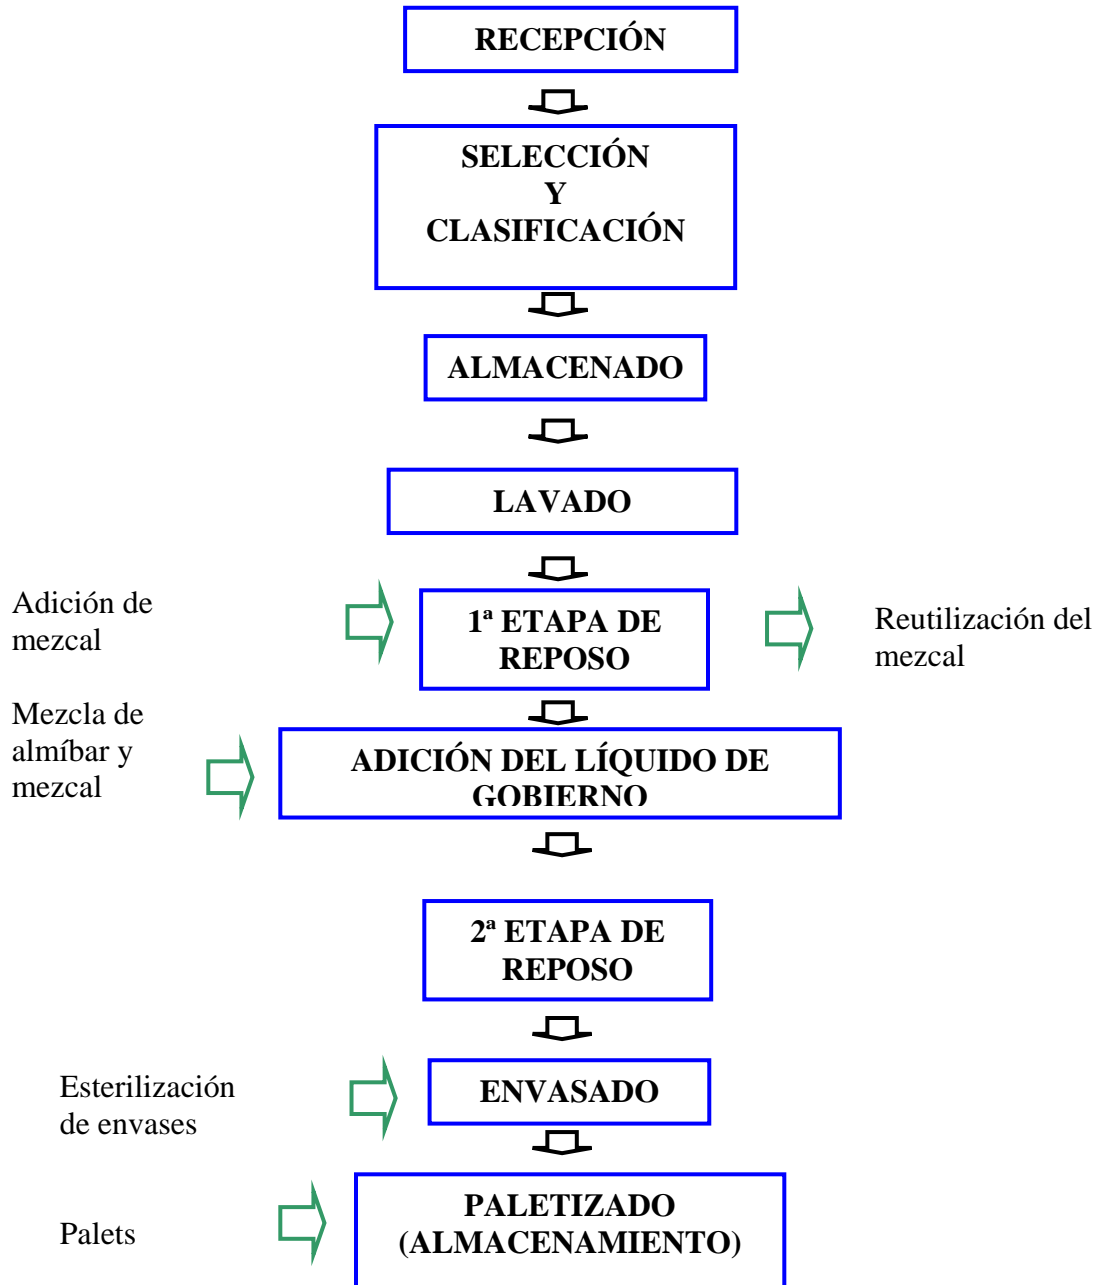 RECEPCIÓN
SELECCIÓN
Y
CLASIFICACIÓN
ALMACENADO
LAVADO
Adición de
mezcal
1ª ETAPA DE
REPOSO
Reutilización del
mezcal
Mezcla de
almíbar y
mezcal
ADICIÓN DEL LÍQUIDO DE
GOBIERNO
2ª ETAPA DE
REPOSO
Esterilización
de envases
ENVASADO
Palets
PALETIZADO
(ALMACENAMIENTO)